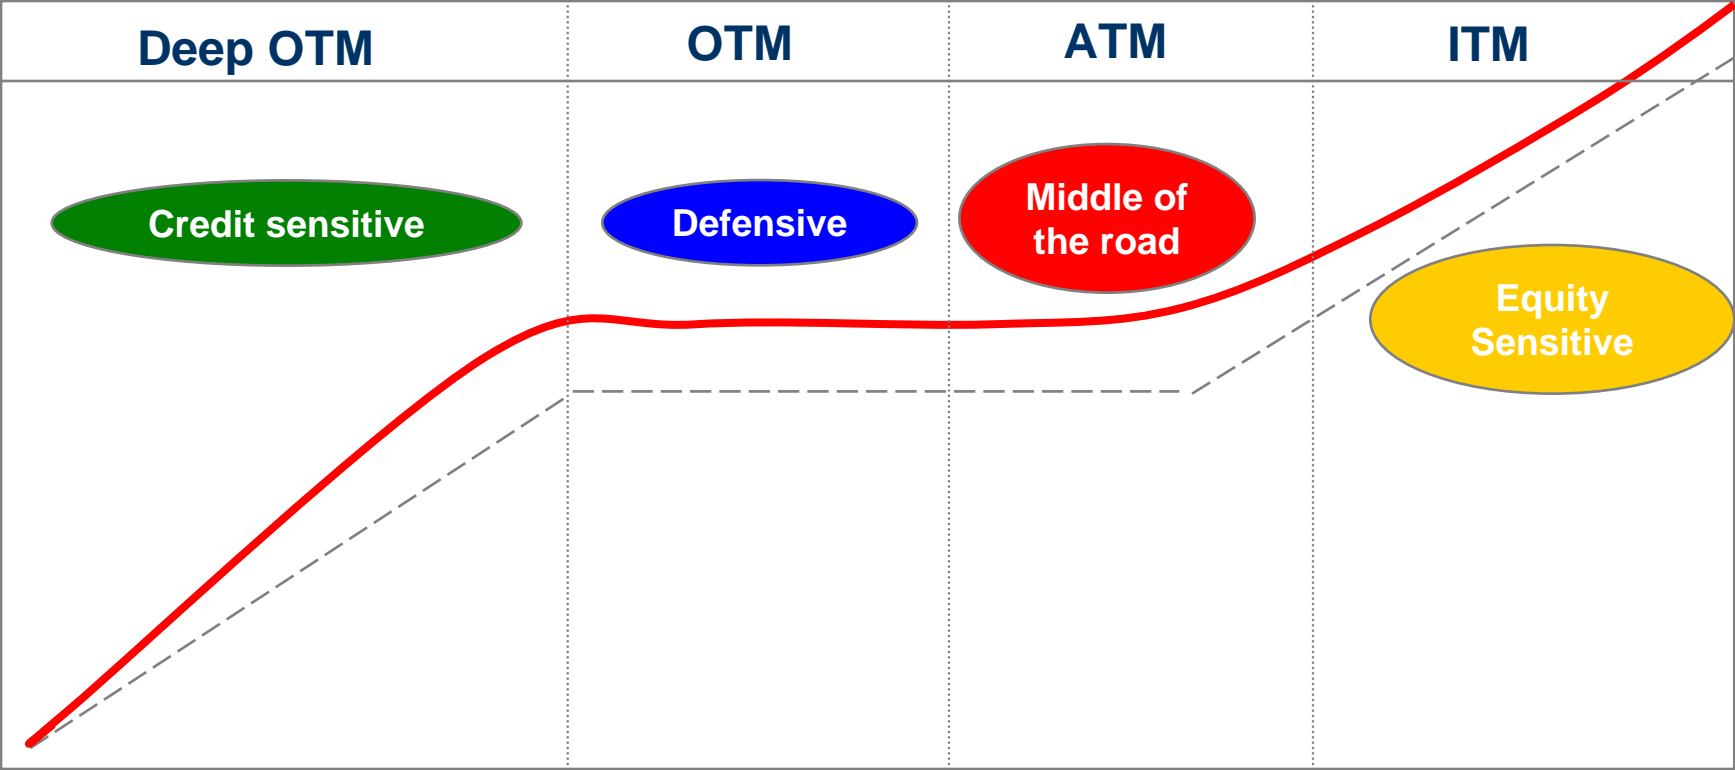 Deep OTM
OTM
ATM
ITM
Credit sensitive
Defensive
Middle of
the road
Equity
Sensitive